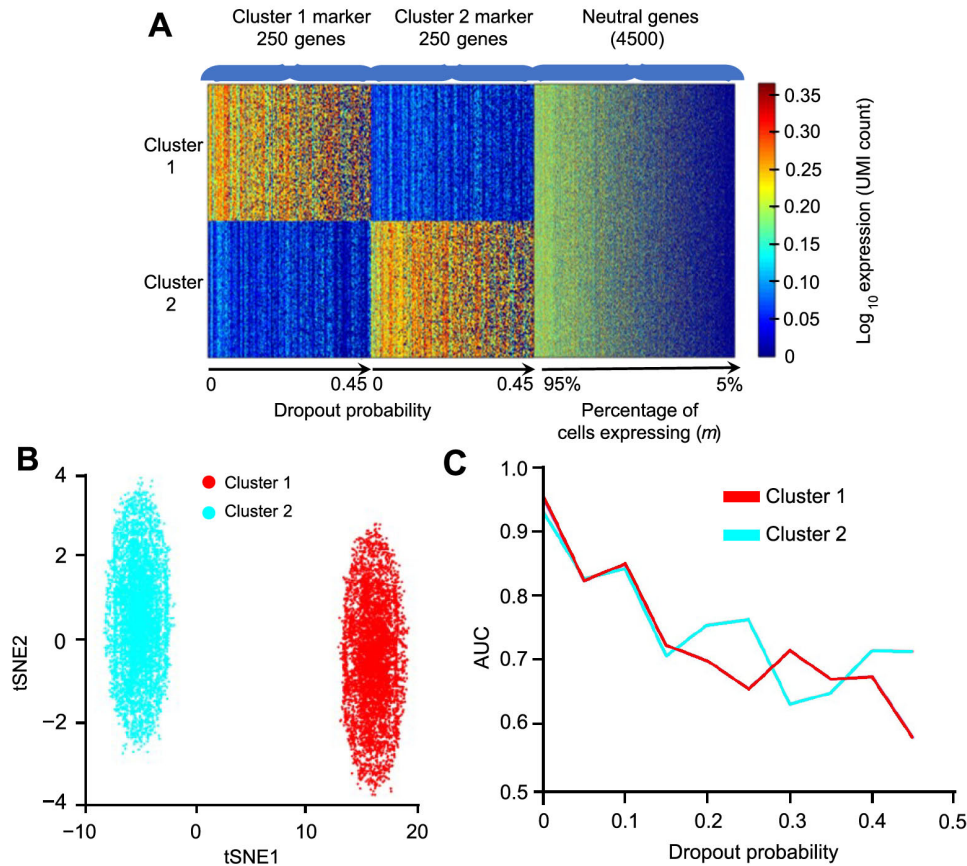 A
Cluster 1 marker
250 genes
Cluster 2 marker
250 genes
Neutral genes
(4500)
Cluster
1
Cluster
2
0.35
0.30
0.25
0.20
0.15
0.10
0.05
0
Log10 expression (UMI count)
0 0.45 0 0.45 95% 5%
Dropout probability
Percentage of
cells expressing (m)
B
Cluster 1
Cluster 2
4
2
0
−2
−4
tSNE2
−10 0 10 20
tSNE1
C
Cluster 1
Cluster 2
1.0
0.9
0.8
0.7
0.6
0.5
AUC
0 0.1 0.2 0.3 0.4 0.5
Dropout probability